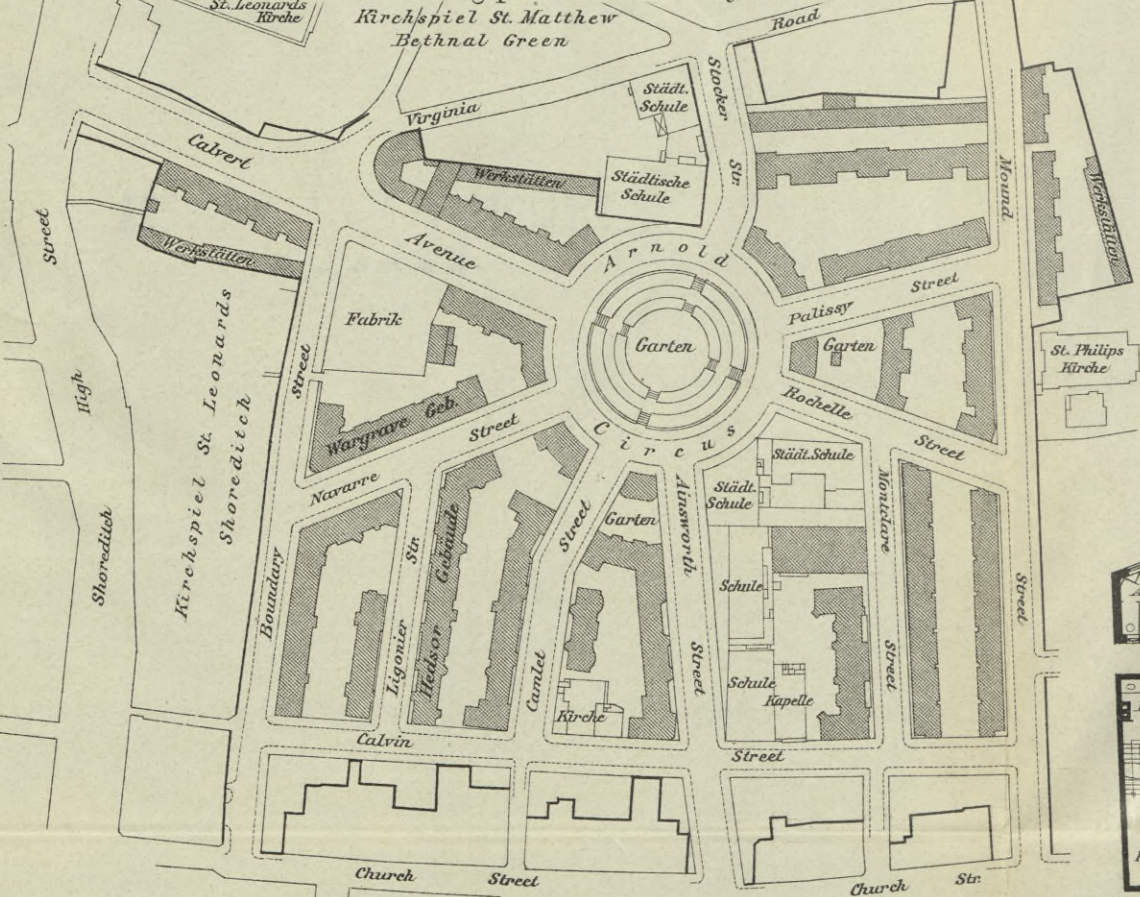 St. Leonards
Kirche
Kirchspiel St. Matthew
Bethnal Green
Road
Virginia
Stocker
Str.
Städt.
Schule
Calvert
Avenue
Werkstätten
Städtische
Schule
Mound
Street
Werkstätten
Street
Werkstätten
Arnold
Circus
Garten
Palissy
Street
Fabrik
Garten
St. Philips
Kirche
Kirchspiel St. Leonards
Shoreditch
High
Street
Wargrave Geb.
Street
Navarre
Rochelle
Street
Städt. Schule
Städt.
Schule
Ainsworth
Street
Montclare
Street
Garten
Street
Camlet
Str.
Ligonier
Hedsor Gebäude
Boundary
Shoreditch
Schule
Schule
Kapelle
Kirche
Calvin
Street
Church
Street
Church
Str.